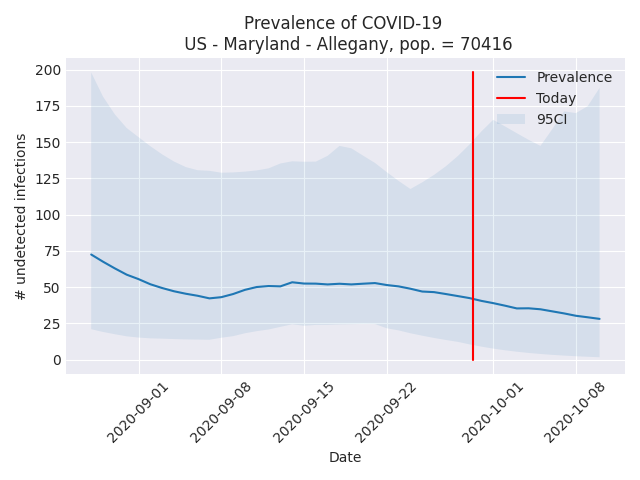 Prevalence of COVID-19
US - Maryland - Allegany, pop. = 70416
200
175
150
125
100
75
50
25
0
# undetected infections
Prevalence
Today
95CI
2020-09-01
2020-09-08
2020-09-15
2020-09-22
2020-10-01
2020-10-08
Date